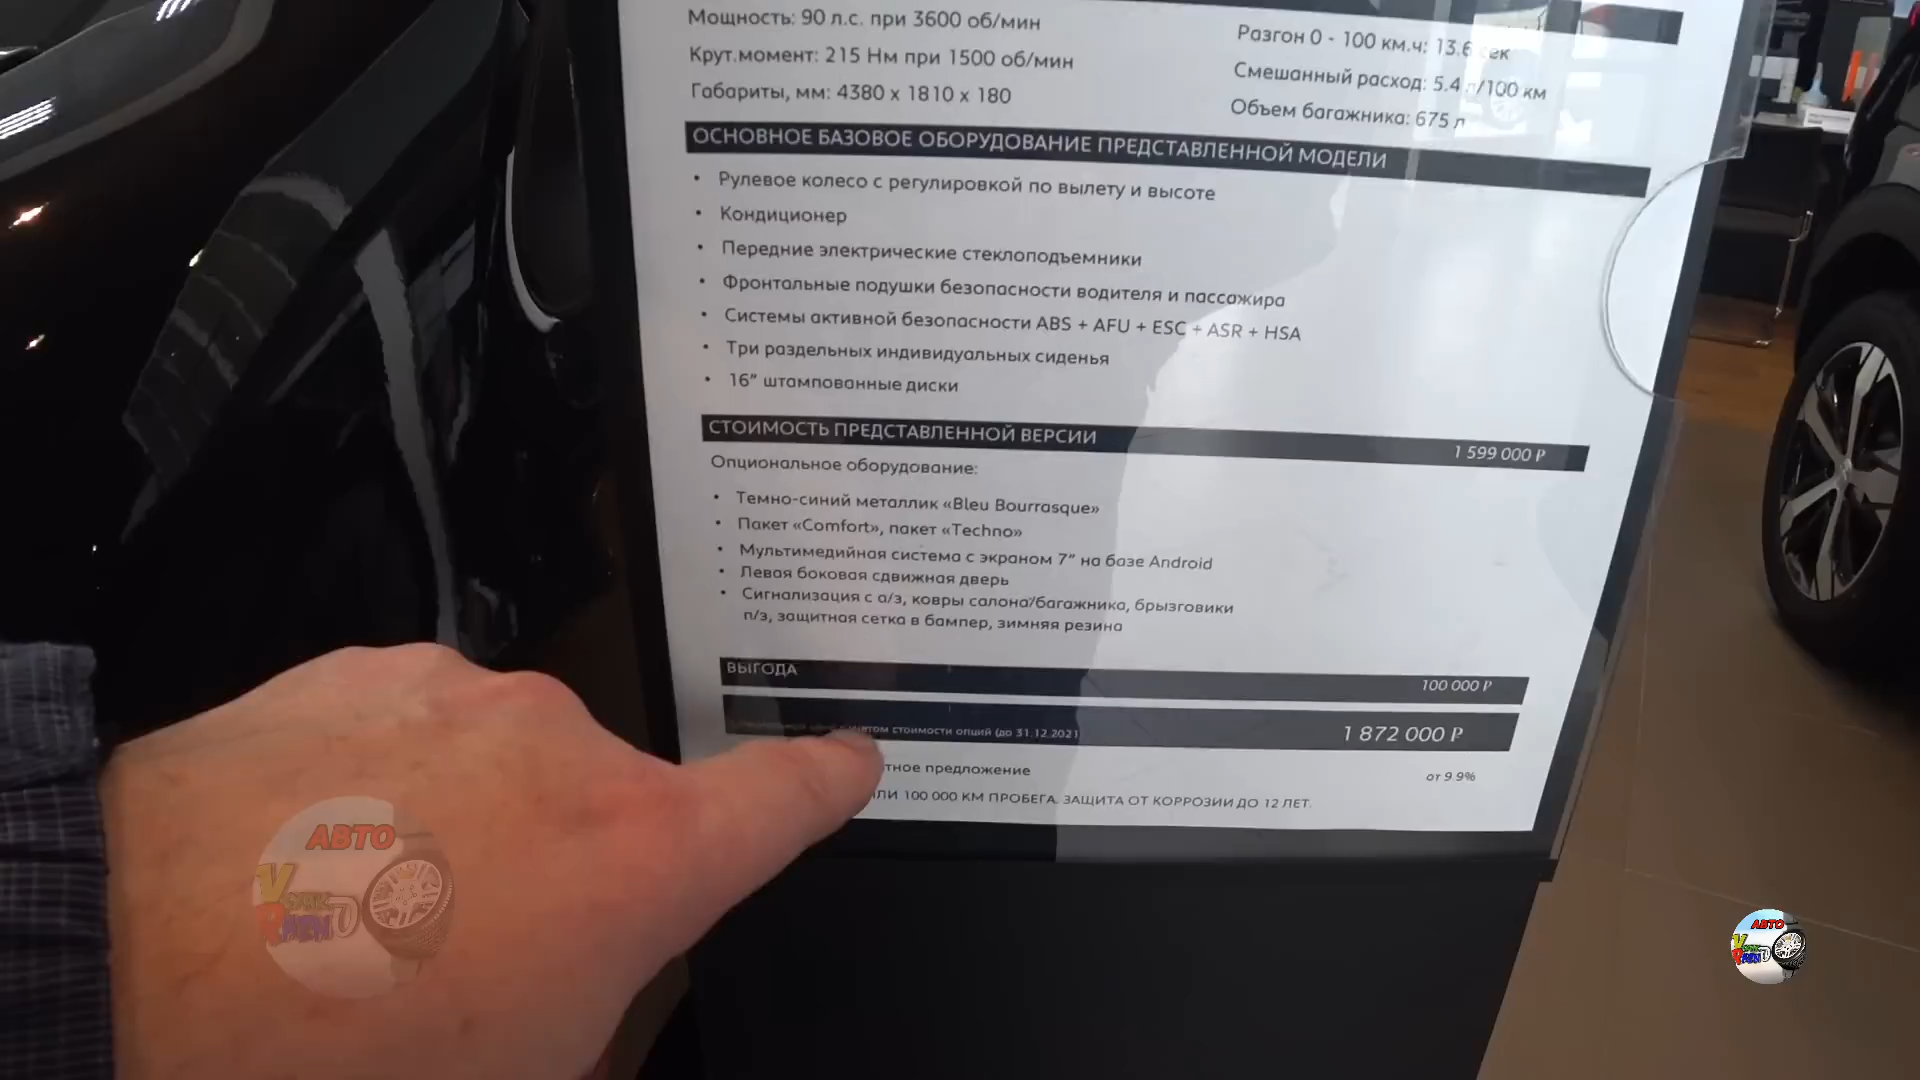 Мощность: 90 л.с. при 3600 об/мин
Крут.момент: 215 Нм при 1500 об/мин
Габариты, мм: 4380 x 1810 x 180
Разгон 0 - 100 км.ч: 13.6 сек
Смешанный расход: 5.4 л/100 км
Объем багажника: 675 л
ОСНОВНОЕ БАЗОВОЕ ОБОРУДОВАНИЕ ПРЕДСТАВЛЕННОЙ МОДЕЛИ
• Рулевое колесо с регулировкой по вылету и высоте
• Кондиционер
• Передние электрические стеклоподъемники
• Фронтальные подушки безопасности водителя и пассажира
• Системы активной безопасности ABS + AFU + ESC + ASR + HSA
• Три раздельных индивидуальных сиденья
• 16” штампованные диски
СТОИМОСТЬ ПРЕДСТАВЛЕННОЙ ВЕРСИИ 1 599 000 ₽
Опциональное оборудование:
• Темно-синий металлик «Bleu Bourrasque»
• Пакет «Comfort», пакет «Techno»
• Мультимедийная система с экраном 7” на базе Android
• Левая боковая сдвижная дверь
• Сигнализация с а/з, ковры салона/багажника, брызговики
п/з, защитная сетка в бампер, зимняя резина
ВЫГОДА 100 000 ₽
стоимости опций (до 31.12.2021) 1 872 000 ₽
предложение от 9.9%
100 000 КМ ПРОБЕГА. ЗАЩИТА ОТ КОРРОЗИИ ДО 12 ЛЕТ.
АВТО
АВТО